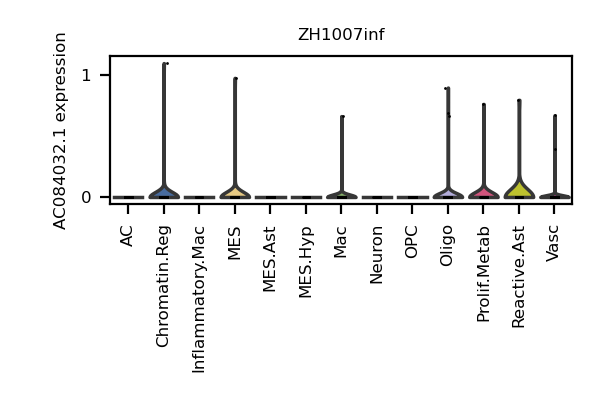 ZH1007inf
AC084032.1 expression
1
0
AC
Chromatin.Reg
Inflammatory.Mac
MES
MES.Ast
MES.Hyp
Mac
Neuron
OPC
Oligo
Prolif.Metab
Reactive.Ast
Vasc